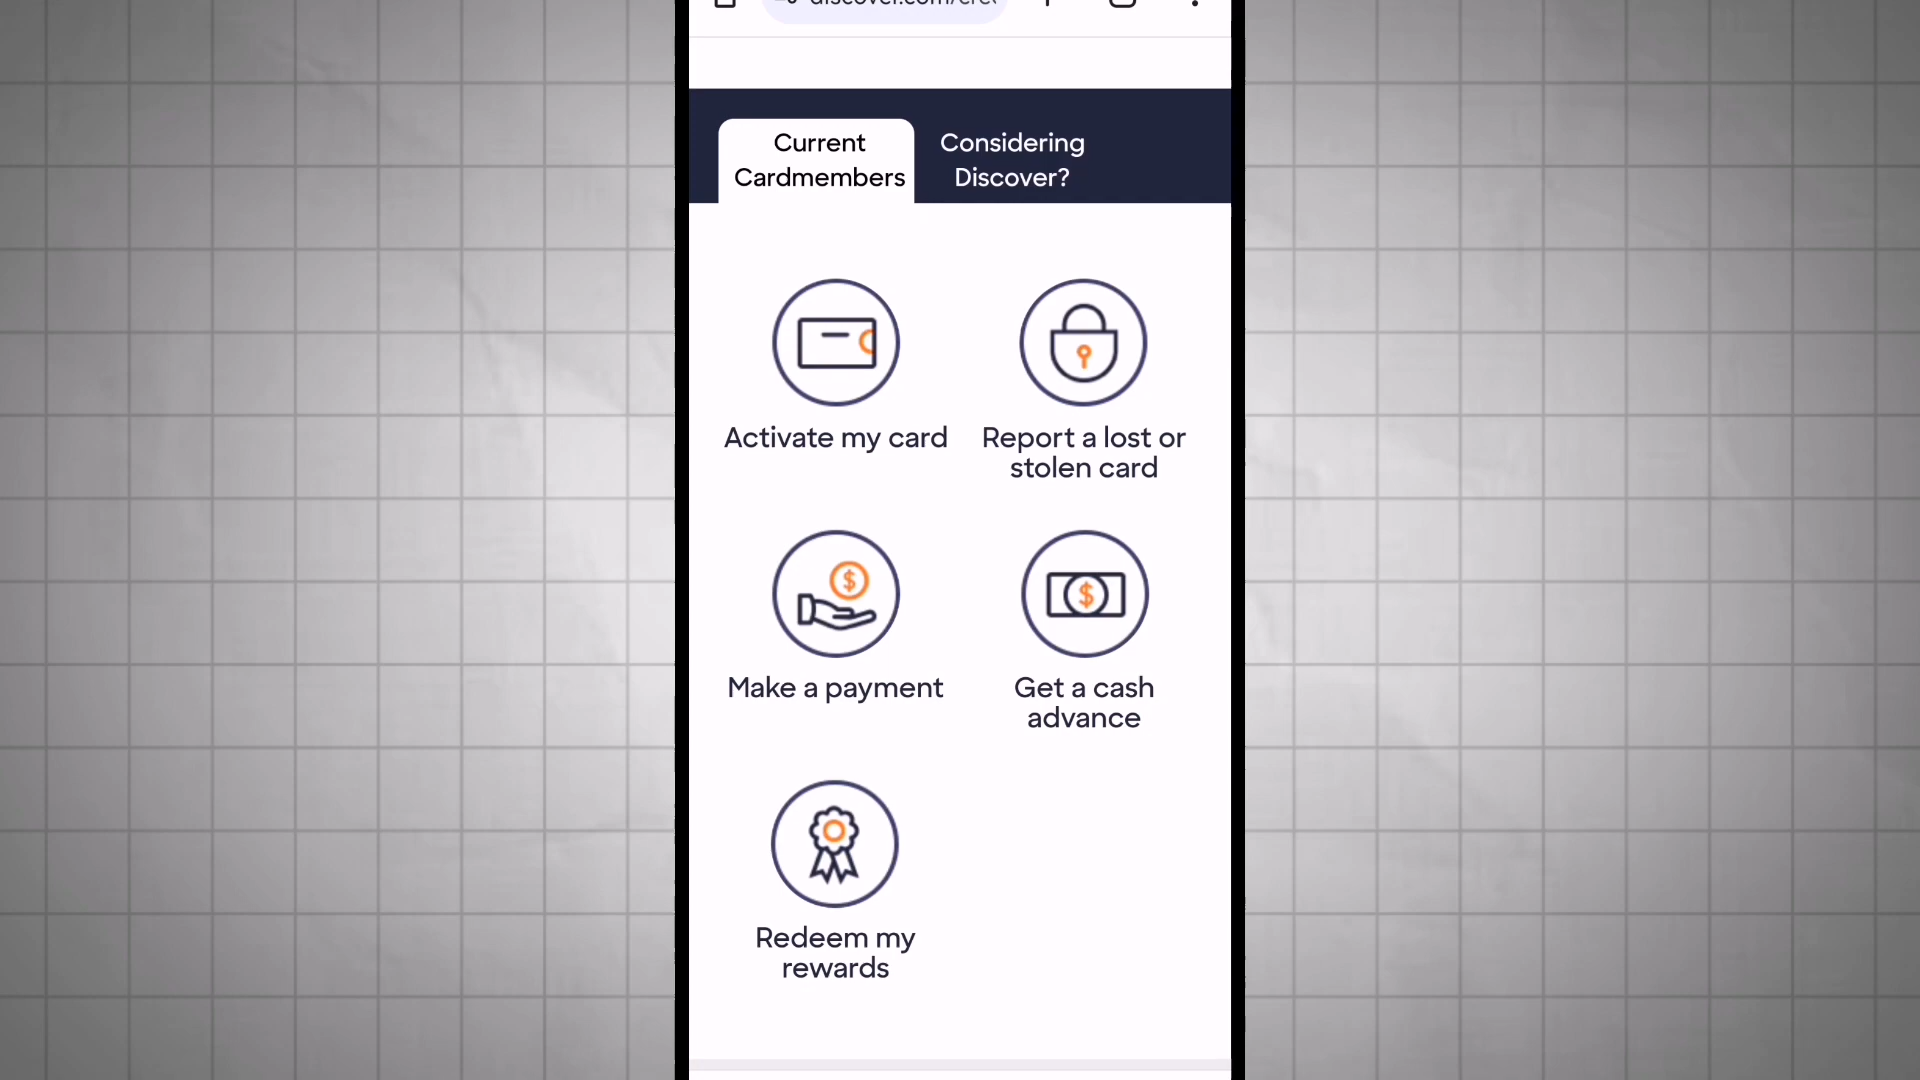 Current
Cardmembers
Considering
Discover?
Activate my card
Report a lost or
stolen card
Make a payment
Get a cash
advance
Redeem my
rewards